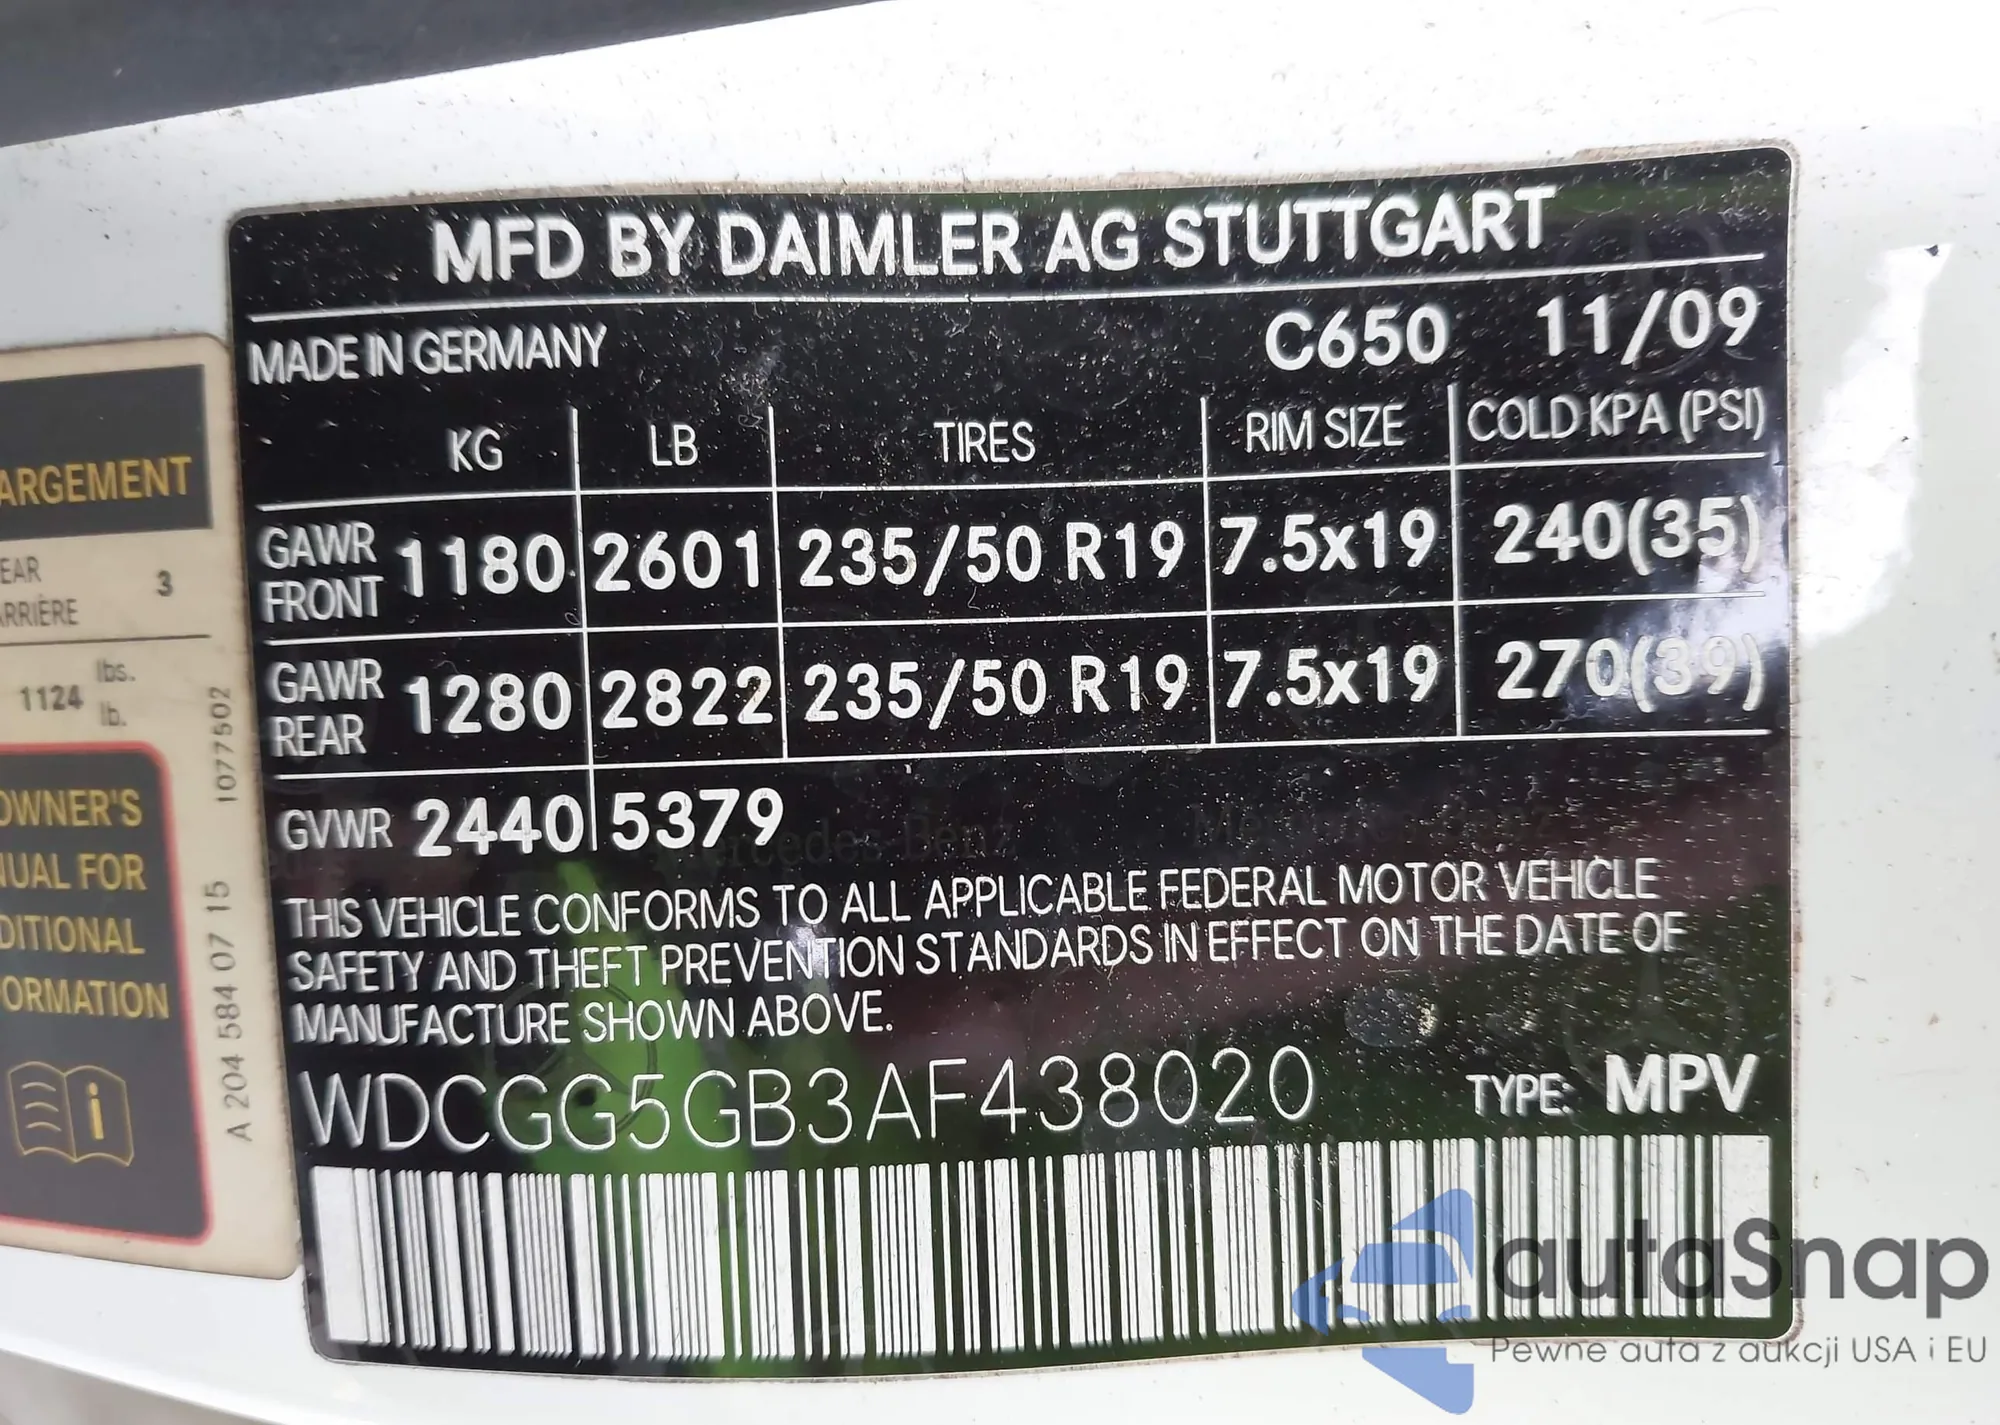 MFD BY DAIMLER AG STUTTGART
MADE IN GERMANY C650 11/09
KG LB TIRES RIM SIZE COLD KPA (PSI)
GAWR FRONT 1180 2601 235/50 R19 7.5x19 240(35)
GAWR REAR 1280 2822 235/50 R19 7.5x19 270(39)
GVWR 2440 5379
Mercedes Benz
THIS VEHICLE CONFORMS TO ALL APPLICABLE FEDERAL MOTOR VEHICLE
SAFETY AND THEFT PREVENTION STANDARDS IN EFFECT ON THE DATE OF
MANUFACTURE SHOWN ABOVE.
WDCGG5GB3AF438020 TYPE: MPV
ARGEMENT
EAR 3
ARRIÈRE
1124 lbs.
lb.
OWNER'S
NUAL FOR
DITIONAL
FORMATION
A 204 584 07 15 1077502
autaSnap
Pewne auta z aukcji USA i EU